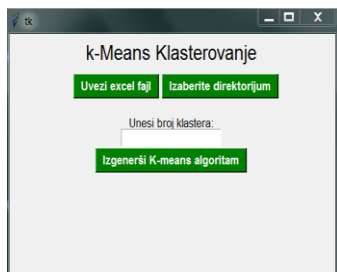 tk
k-Means Klasterovanje
Uvezi excel fajl Izaberite direktorijum
Unesi broj klastera:
Izgenerši K-means algoritam